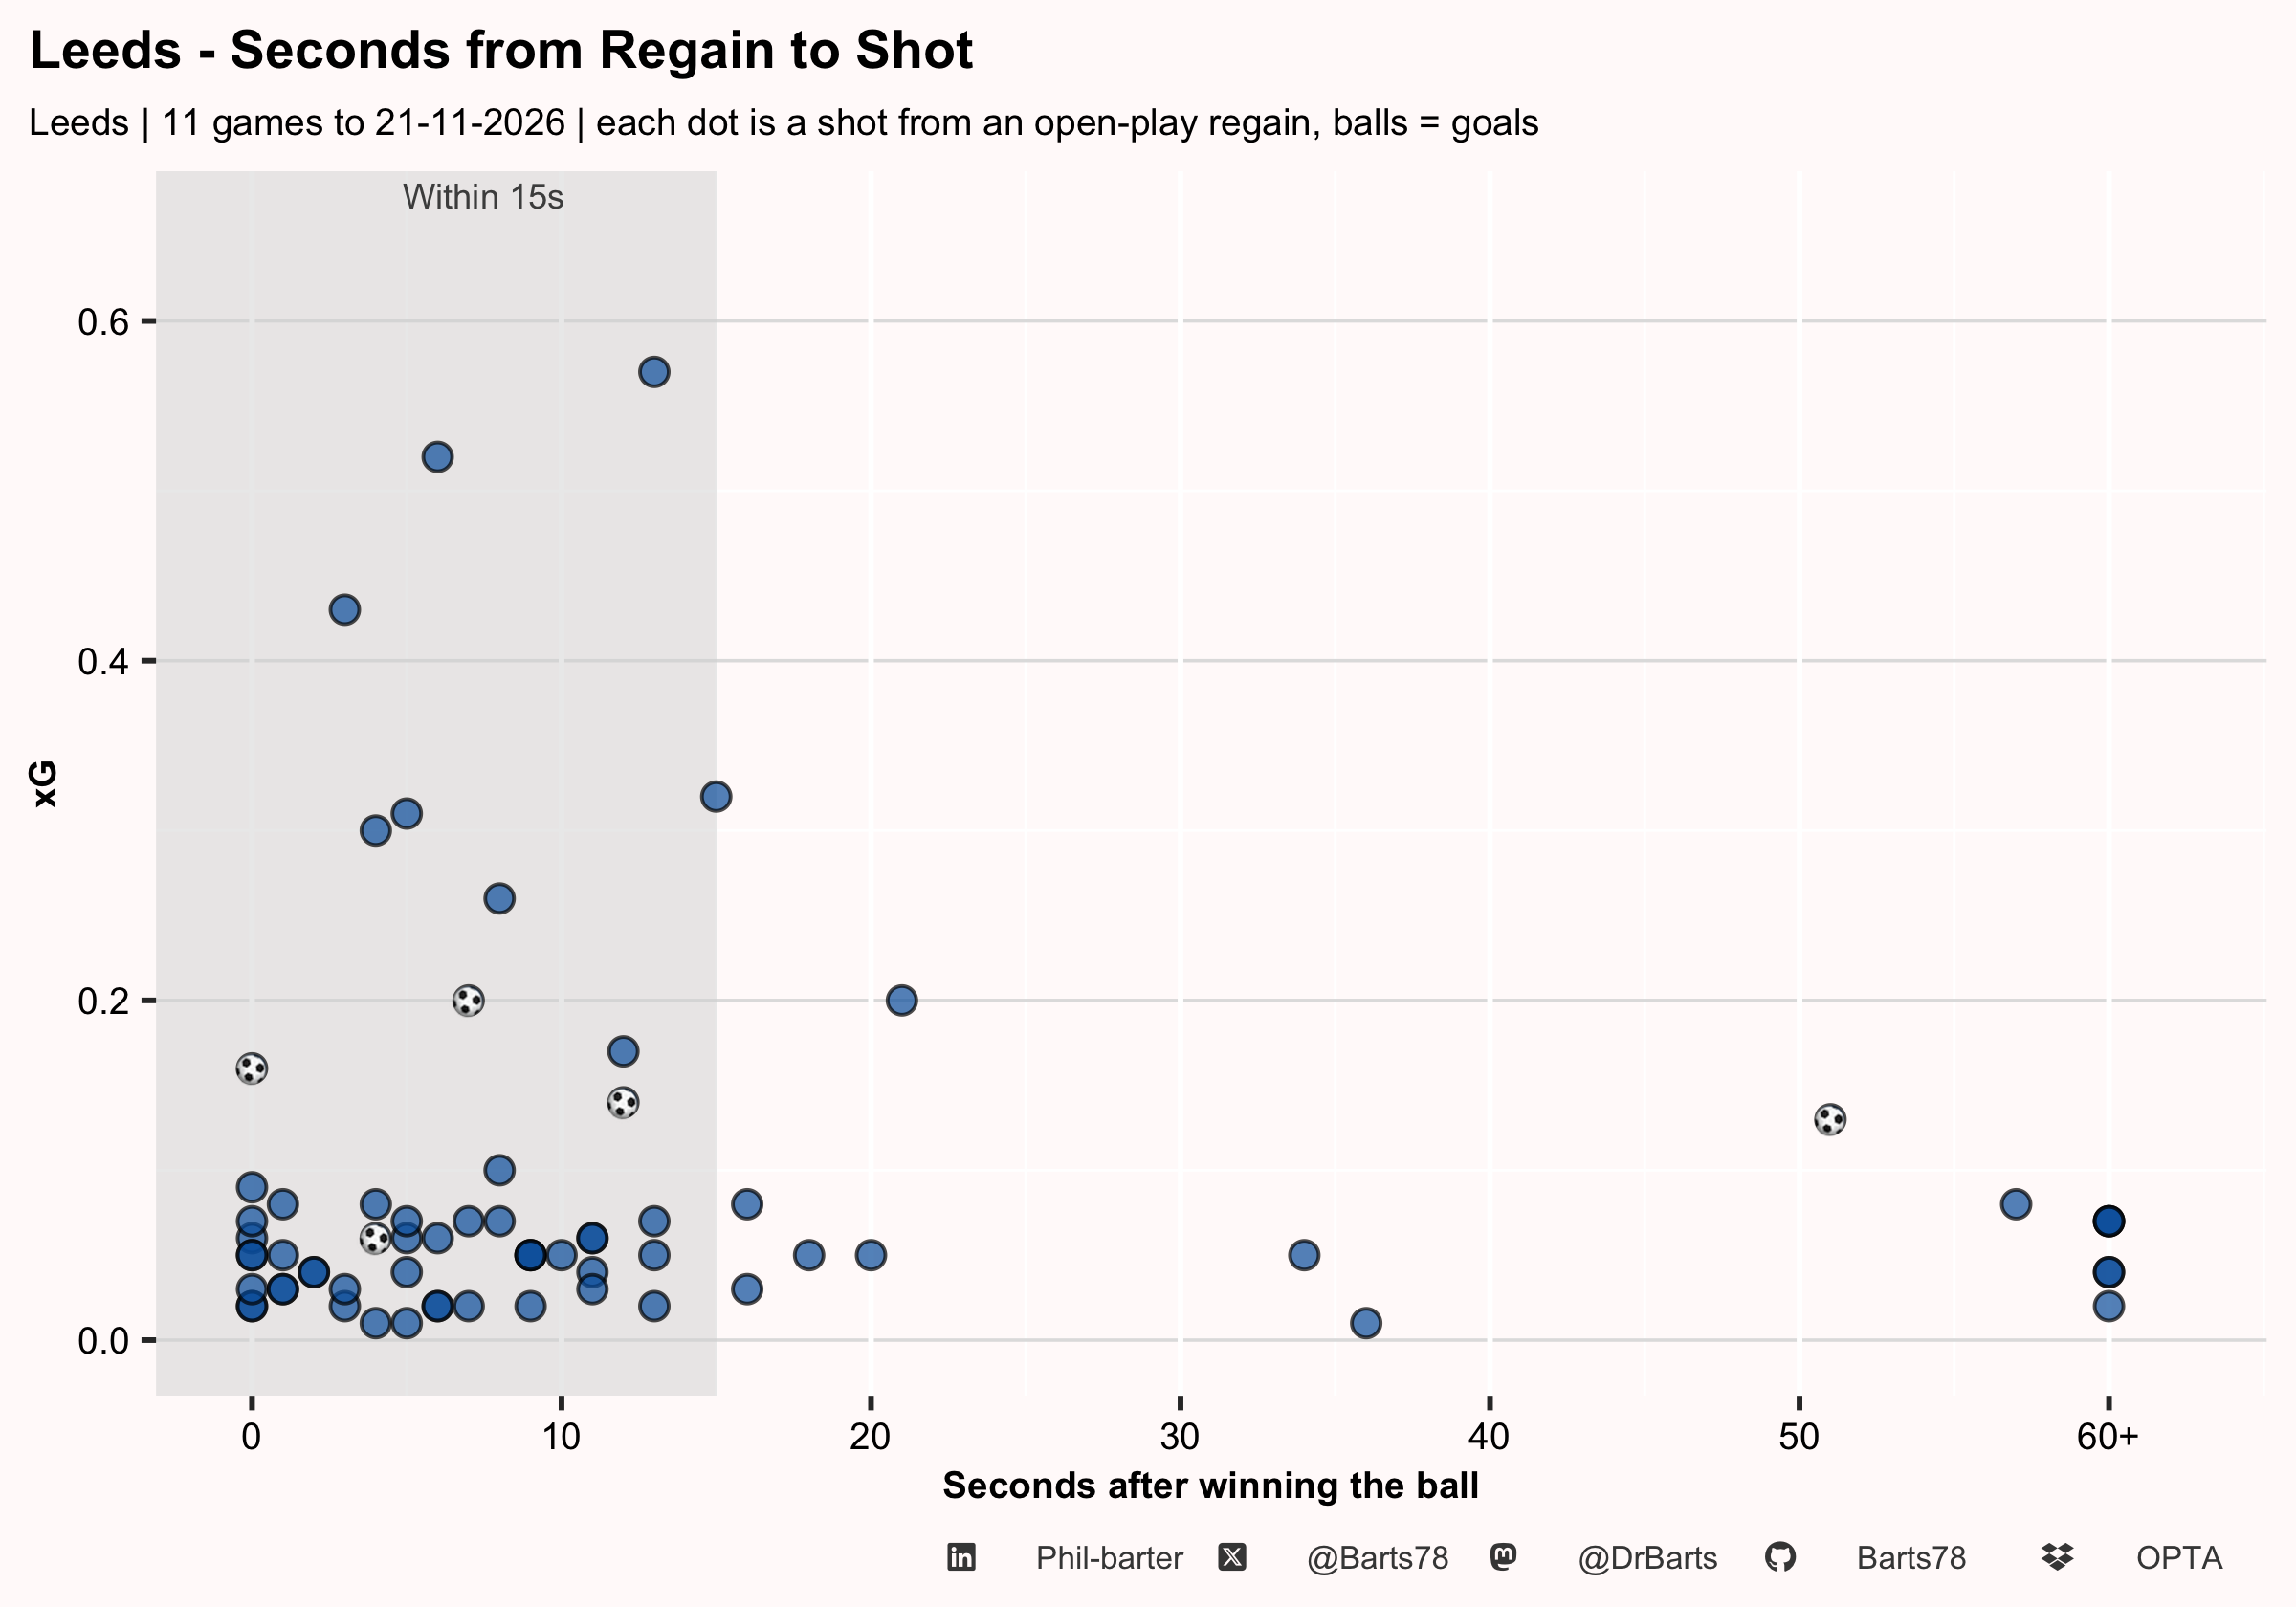 Leeds - Seconds from Regain to Shot
Leeds | 11 games to 21-11-2026 | each dot is a shot from an open-play regain, balls = goals
Within 15s
0.6
0.4
xG
0.2
0.0
0 10 20 30 40 50 60+
Seconds after winning the ball
Phil-barter @Barts78 @DrBarts Barts78 OPTA